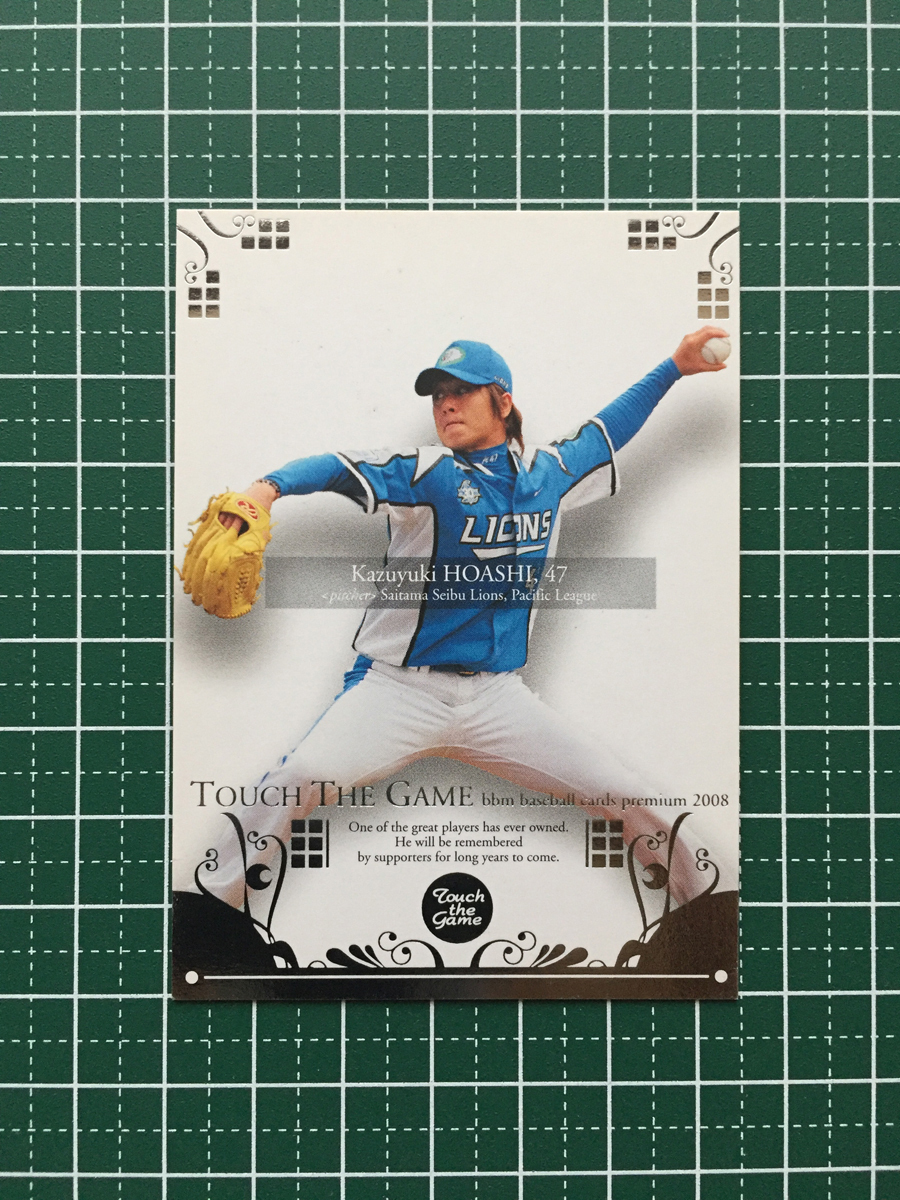 LIONS
Kazuyuki HOASHI, 47
<pitcher> Saitama Seibu Lions, Pacific League
TOUCH THE GAME bbm baseball cards premium 2008
One of the great players has ever owned.
He will be remembered
by supporters for long years to come.
Touch
the
Game